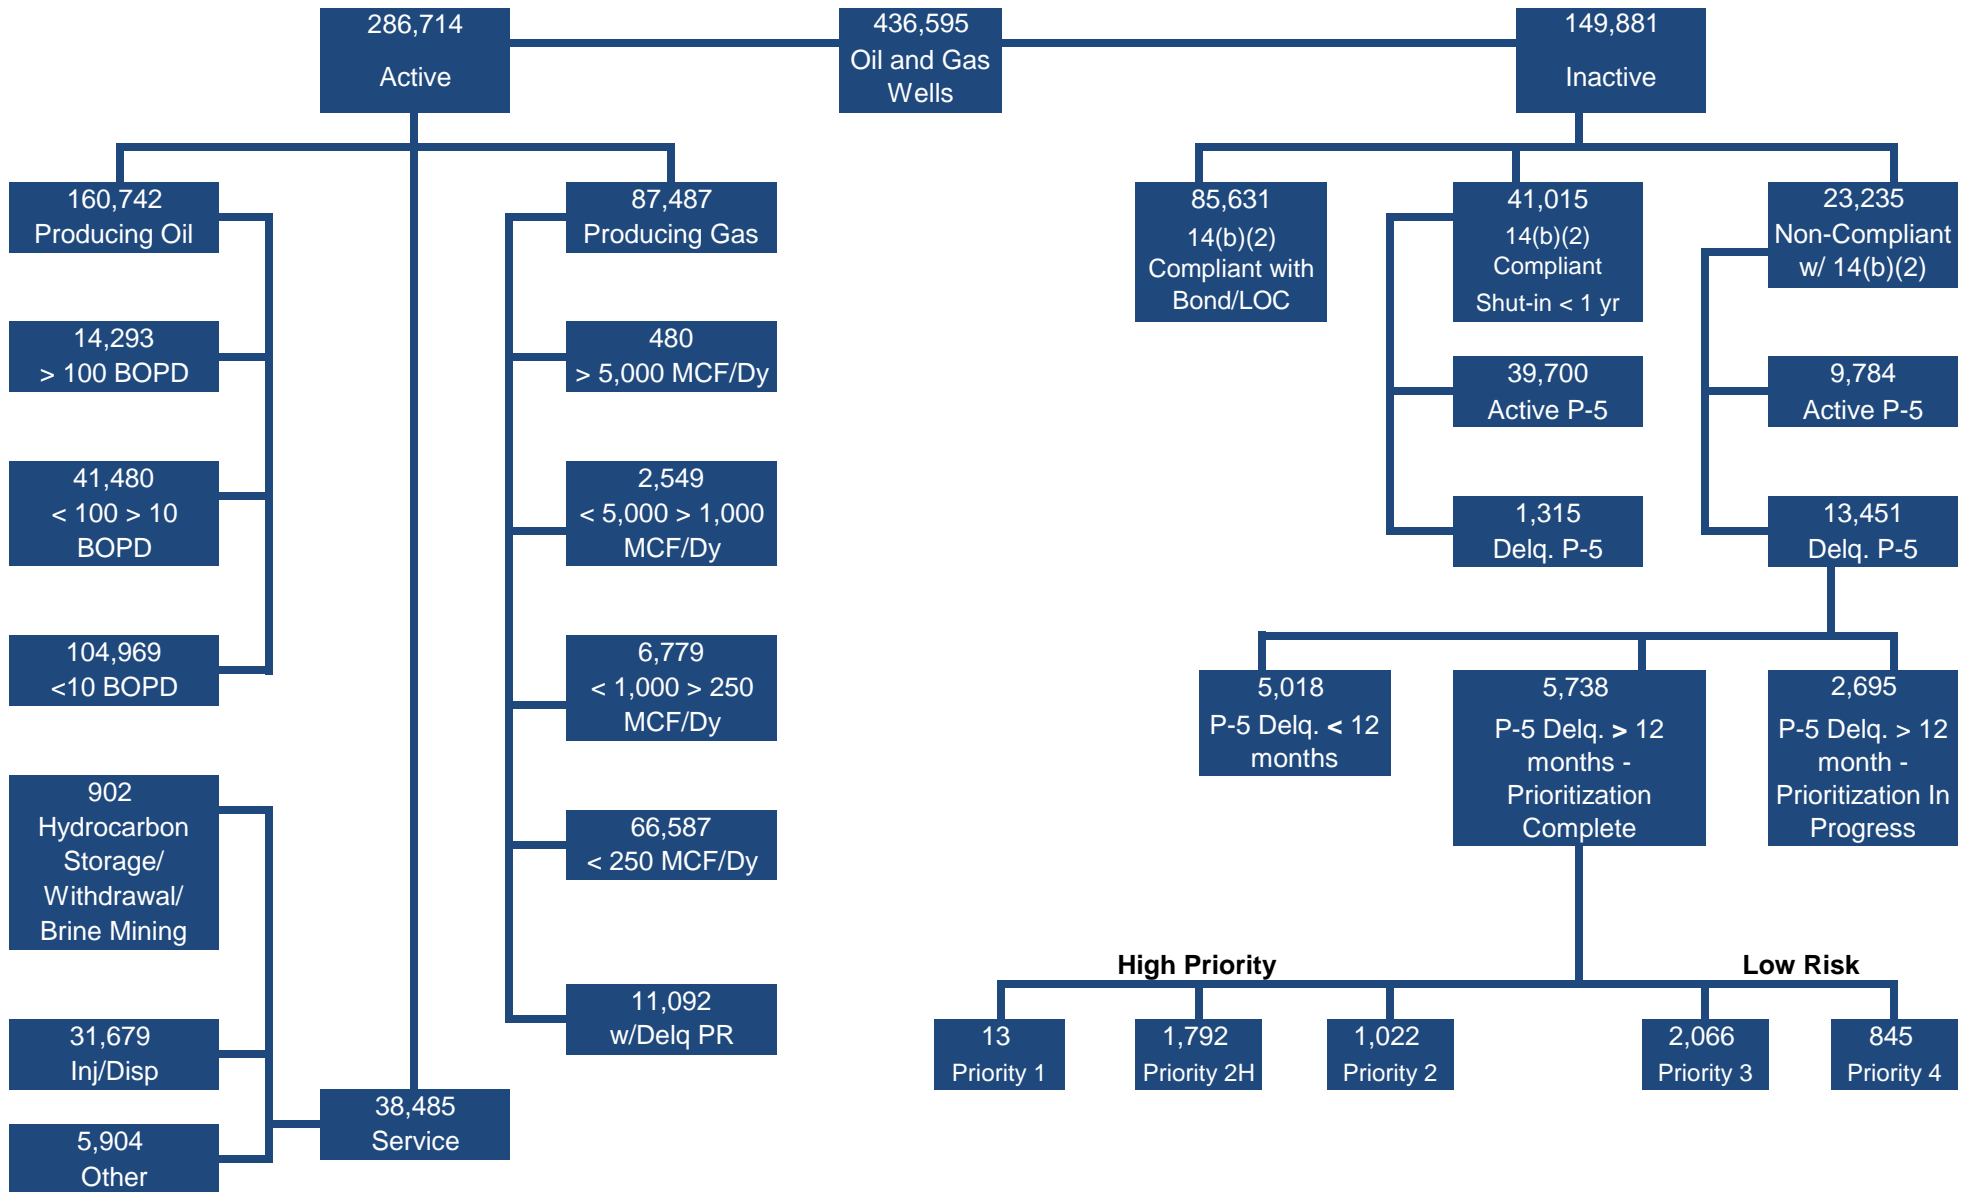 286,714
Active
436,595
Oil and Gas
Wells
149,881
Inactive
160,742
Producing Oil
14,293
> 100 BOPD
41,480
< 100 > 10
BOPD
104,969
<10 BOPD
902
Hydrocarbon
Storage/
Withdrawal/
Brine Mining
31,679
Inj/Disp
5,904
Other
38,485
Service
87,487
Producing Gas
480
> 5,000 MCF/Dy
2,549
< 5,000 > 1,000
MCF/Dy
6,779
< 1,000 > 250
MCF/Dy
66,587
< 250 MCF/Dy
11,092
w/Delq PR
85,631
14(b)(2)
Compliant with
Bond/LOC
41,015
14(b)(2)
Compliant
Shut-in < 1 yr
39,700
Active P-5
1,315
Delq. P-5
23,235
Non-Compliant
w/ 14(b)(2)
9,784
Active P-5
13,451
Delq. P-5
5,018
P-5 Delq. < 12
months
5,738
P-5 Delq. > 12
months -
Prioritization
Complete
2,695
P-5 Delq. > 12
month -
Prioritization In
Progress
High Priority
Low Risk
13
Priority 1
1,792
Priority 2H
1,022
Priority 2
2,066
Priority 3
845
Priority 4